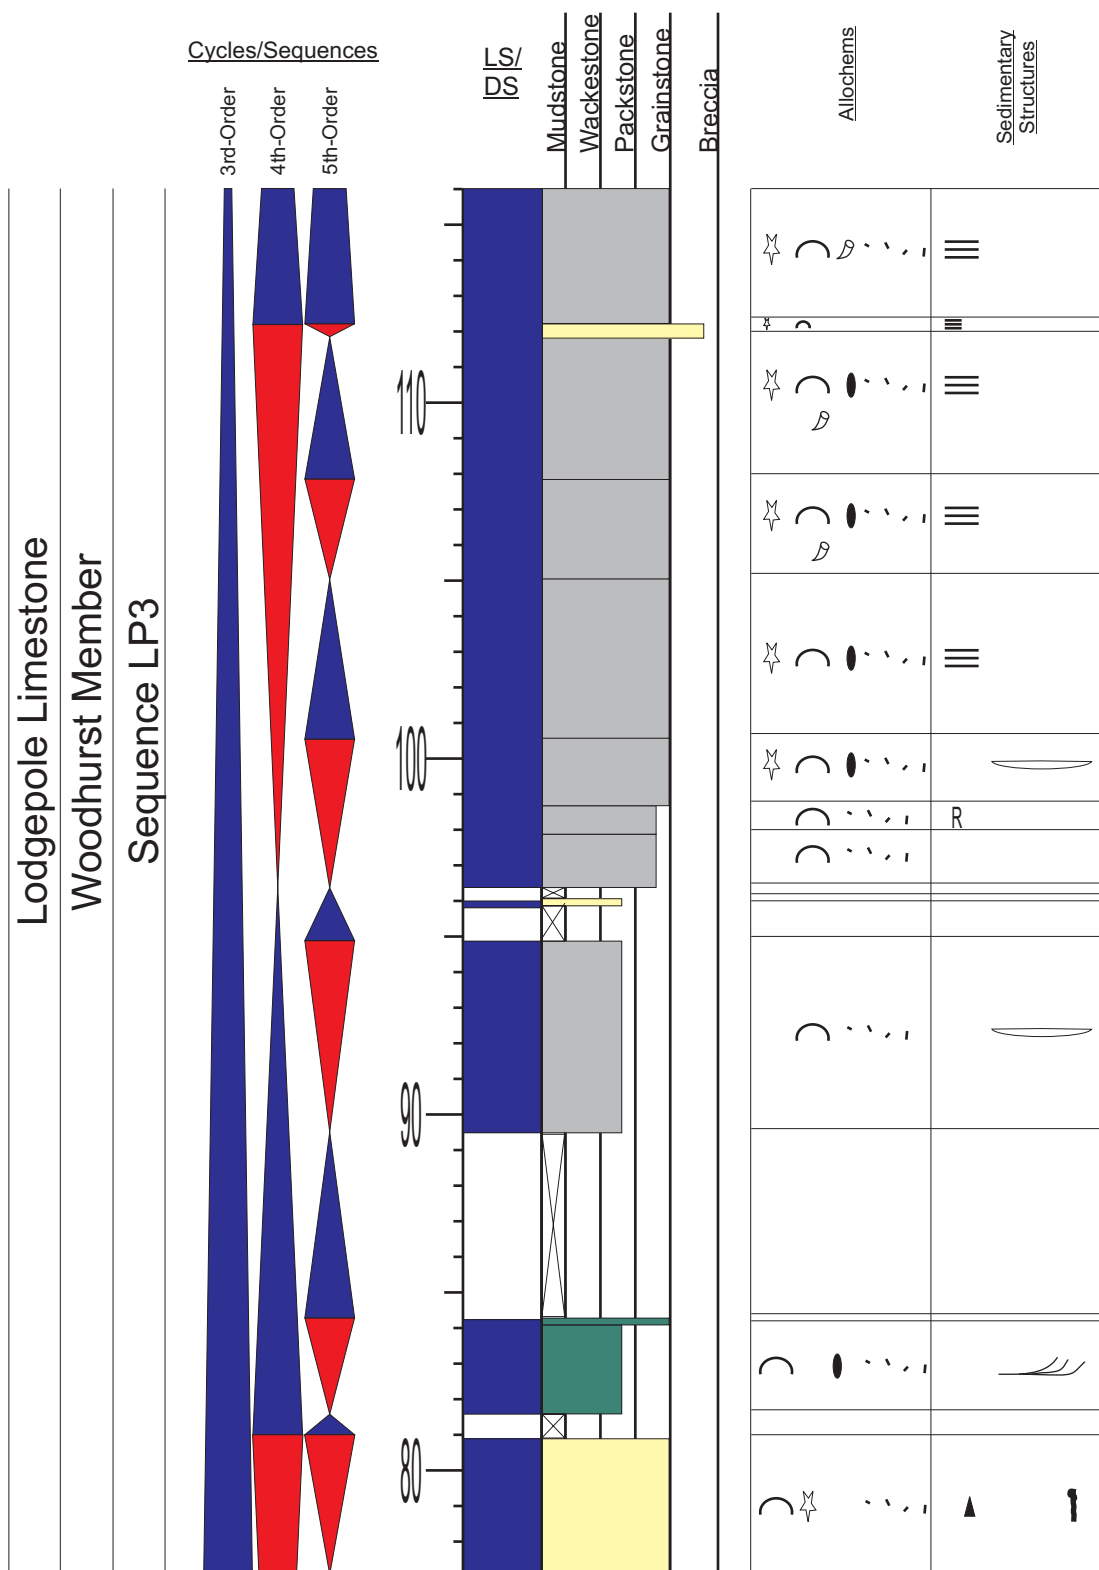 Cycles/Sequences
3rd-Order
4th-Order
5th-Order
LS/
DS
Mudstone
Wackestone
Packstone
Grainstone
Breccia
Allochems
Sedimentary
Structures
Lodgepole Limestone
Woodhurst Member
Sequence LP3
110
100
90
80
R